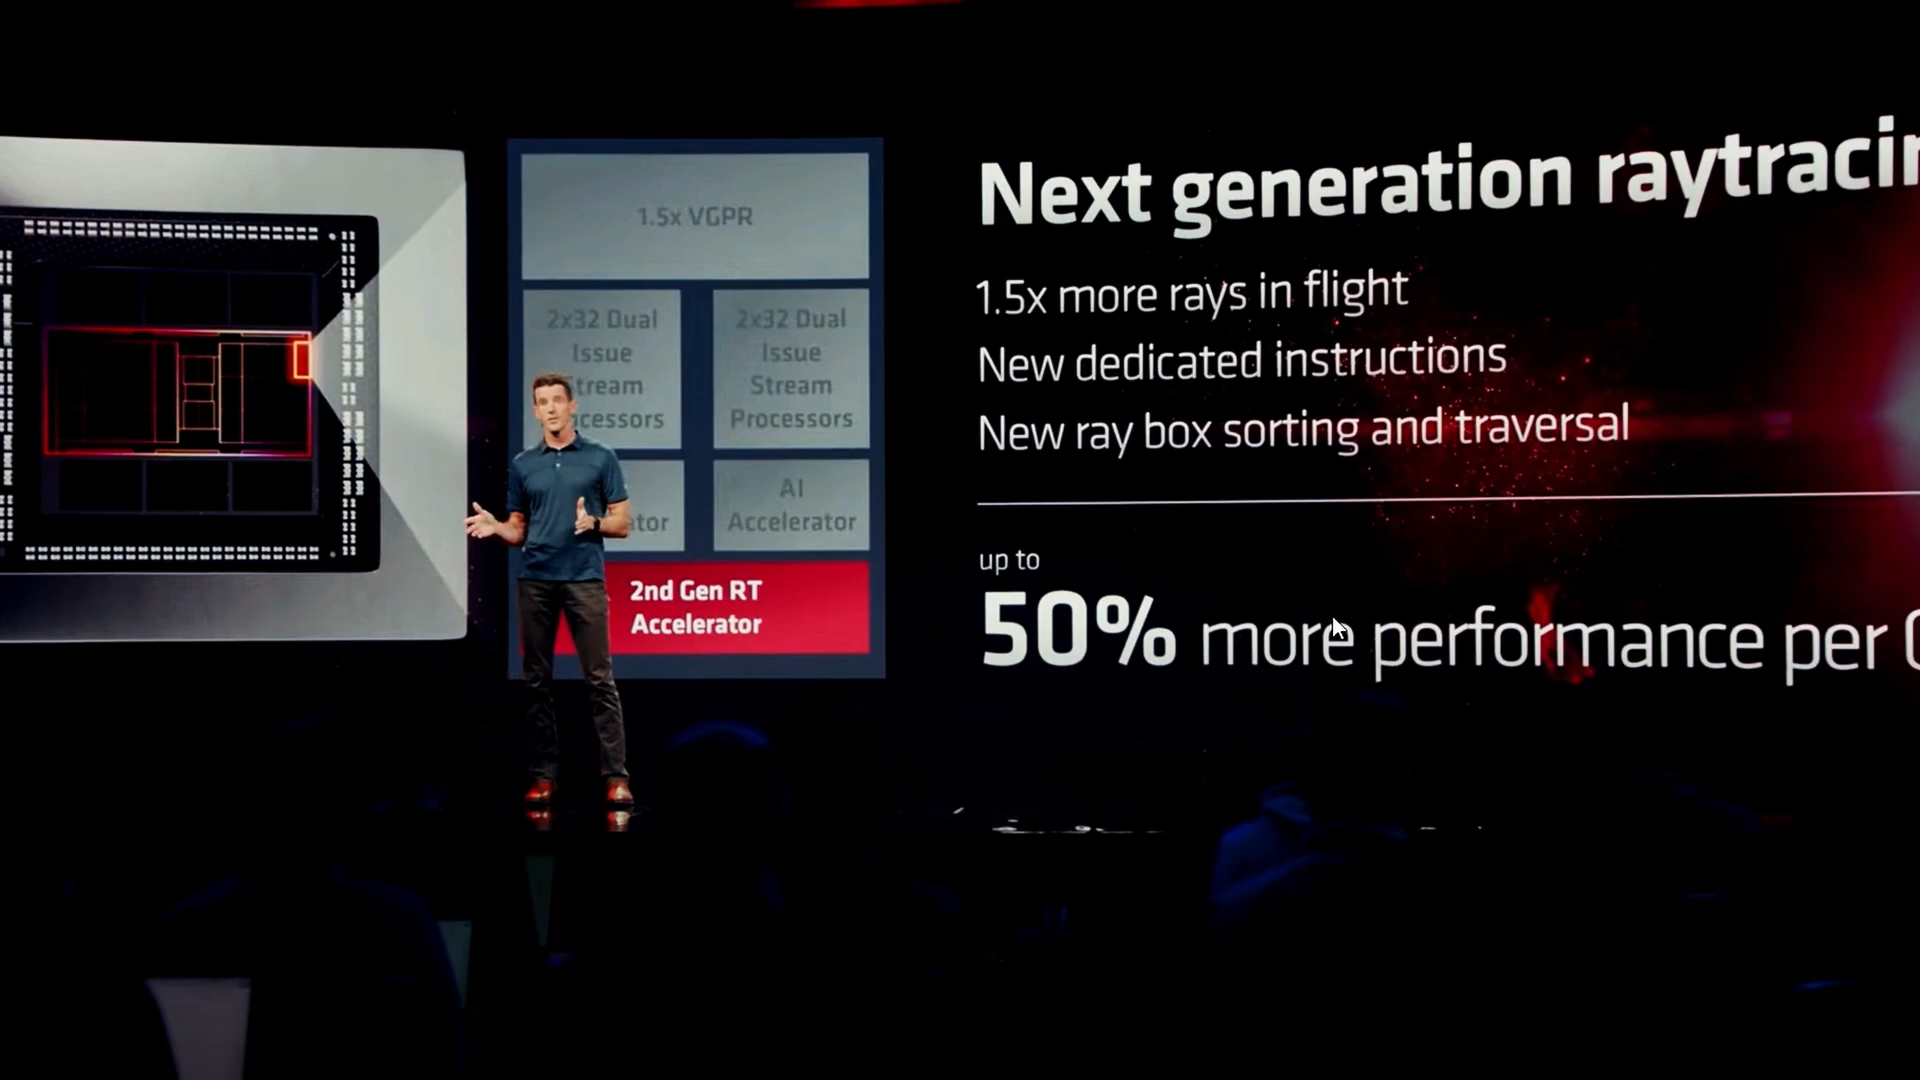 1.5x VGPR
2x32 Dual
Issue
Stream
Processors
2x32 Dual
Issue
Stream
Processors
AI
Accelerator
2nd Gen RT
Accelerator
Next generation
1.5x more rays in flight
New dedicated instructions
New ray box sorting and traversal
up to
50% more performance per